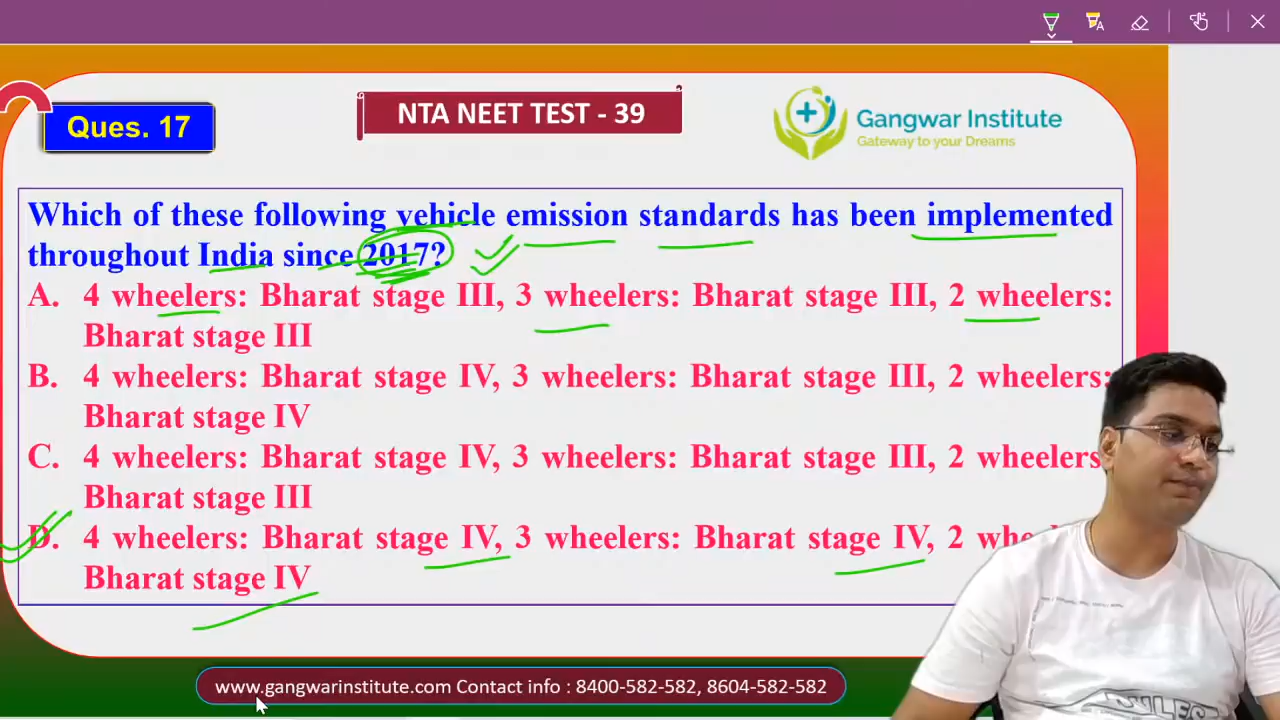 Ques. 17
NTA NEET TEST - 39
Gangwar Institute
Gateway to your Dreams
Which of these following vehicle emission standards has been implemented
throughout India since 2017?
A. 4 wheelers: Bharat stage III, 3 wheelers: Bharat stage III, 2 wheelers:
Bharat stage III
B. 4 wheelers: Bharat stage IV, 3 wheelers: Bharat stage III, 2 wheelers:
Bharat stage IV
C. 4 wheelers: Bharat stage IV, 3 wheelers: Bharat stage III, 2 wheelers:
Bharat stage III
D. 4 wheelers: Bharat stage IV, 3 wheelers: Bharat stage IV, 2
Bharat stage IV
www.gangwarinstitute.com Contact info : 8400-582-582, 8604-582-582